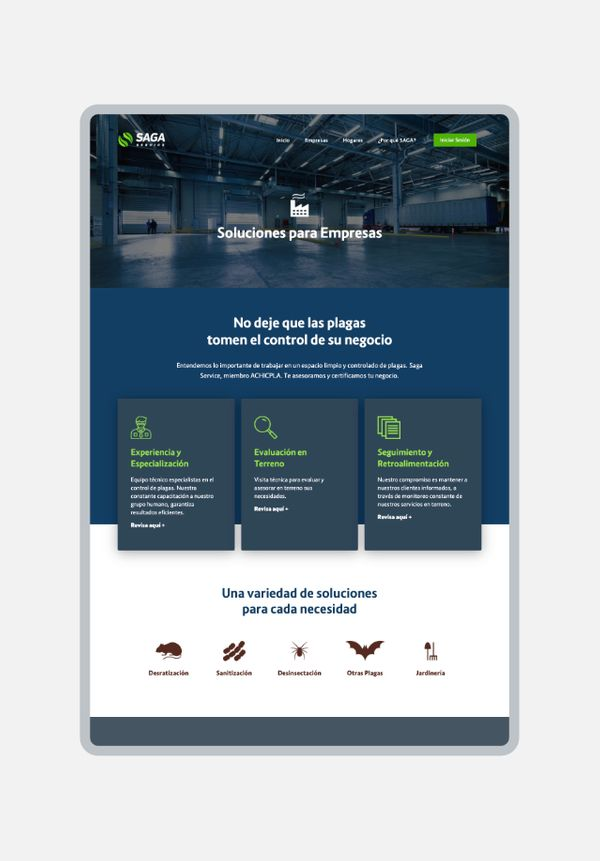 SAGA
SERVICE
Inicio Empresas Hogares ¿Por qué SAGA? Iniciar Sesión
Soluciones para Empresas
No deje que las plagas
tomen el control de su negocio
Entendemos lo importante de trabajar en un espacio limpio y controlado de plagas. Saga
Service, miembro ACHICPLA. Te asesoramos y certificamos tu negocio.
Experiencia y
Especialización
Equipo técnico especialistas en el
control de plagas. Nuestra
constante capacitación a nuestro
grupo humano, garantiza
resultados eficientes.
Revisa aquí +
Evaluación en
Terreno
Visita técnica para evaluar y
asesorar en terreno sus
necesidades.
Revisa aquí +
Seguimiento y
Retroalimentación
Nuestro compromiso es mantener a
nuestros clientes informados, a
través de monitoreo constante de
nuestros servicios en terreno.
Revisa aquí +
Una variedad de soluciones
para cada necesidad
Desratización Sanitización Desinsectación Otras Plagas Jardinería